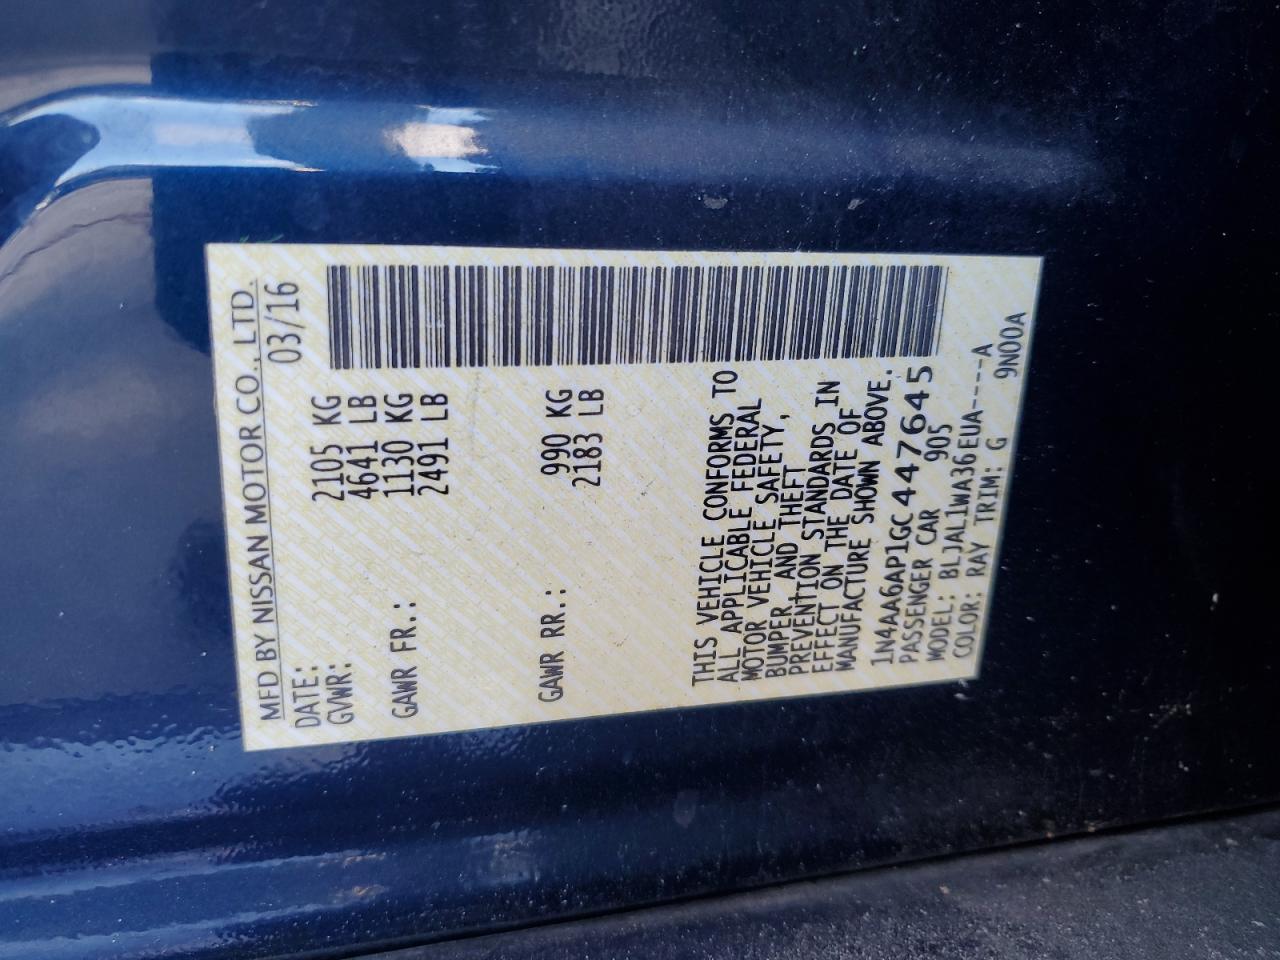 MFD BY NISSAN MOTOR CO., LTD.
DATE: 03/16
GVWR: 2105 KG
4641 LB
GAWR FR.: 1130 KG
2491 LB
GAWR RR.: 990 KG
2183 LB
THIS VEHICLE CONFORMS TO
ALL APPLICABLE FEDERAL
MOTOR VEHICLE SAFETY,
BUMPER, AND THEFT
PREVENTION STANDARDS IN
EFFECT ON THE DATE OF
MANUFACTURE SHOWN ABOVE.
1N4AA6AP1GC447645
PASSENGER CAR 905
MODEL: BLJAL1WA36EUA----A
COLOR: RAY TRIM: G 9N00A